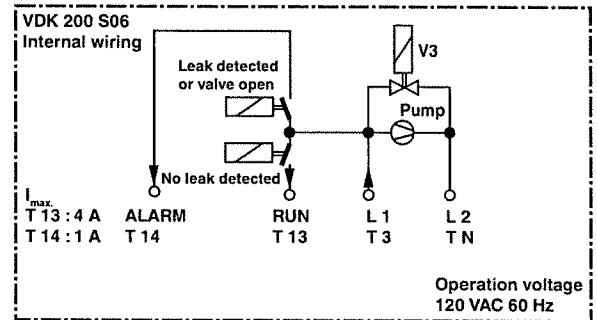 VDK 200 S06
Internal wiring
Leak detected
or valve open
V3
Pump
No leak detected
I max.
T 13 : 4 A
T 14 : 1 A
ALARM
T 14
RUN
T 13
L 1
T 3
L 2
T N
Operation voltage
120 VAC 60 Hz